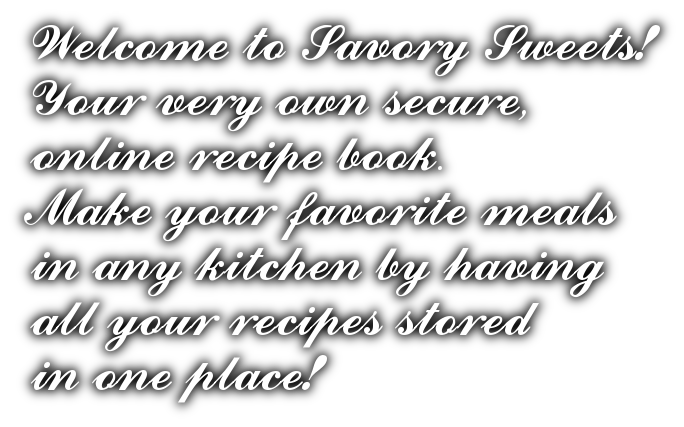 Welcome to Savory Sweets!
Your very own secure,
online recipe book.
Make your favorite meals
in any kitchen by having
all your recipes stored
in one place!